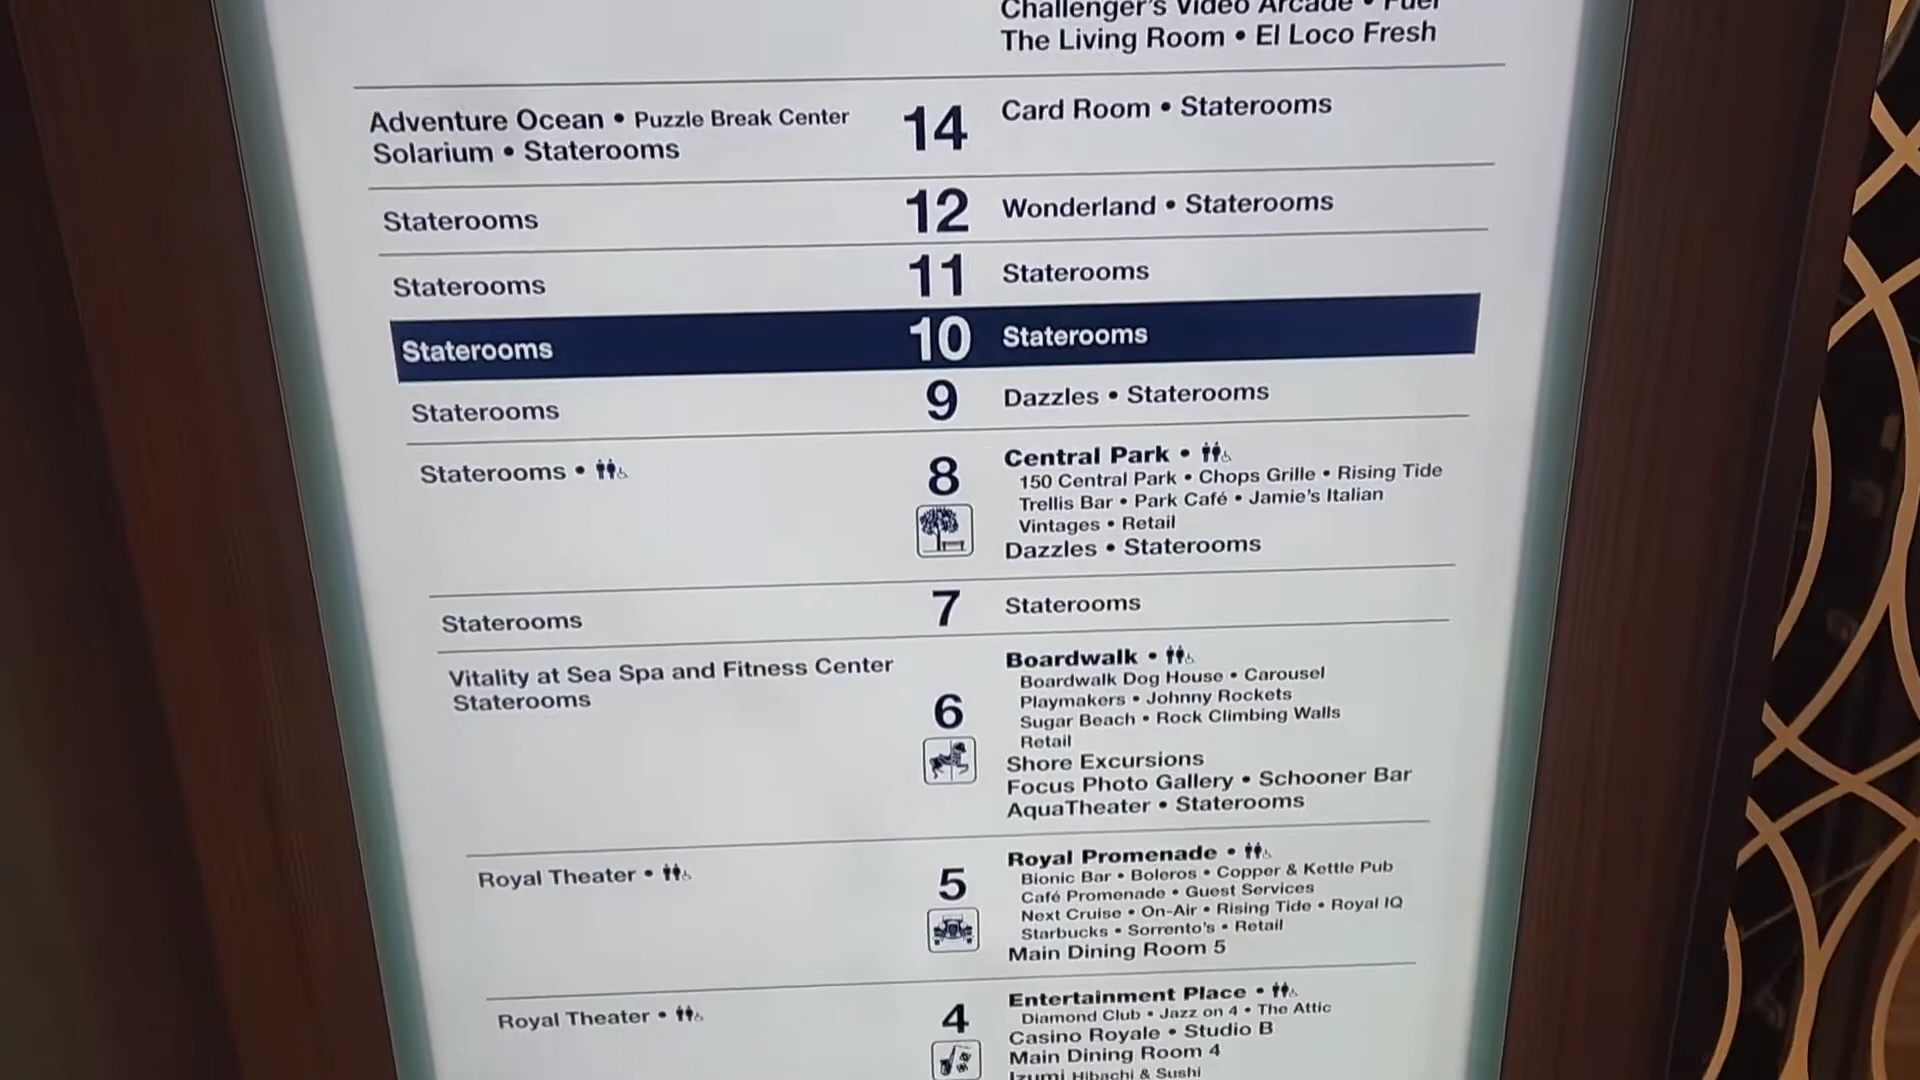 Challenger's Video Arcade • Fuel
The Living Room • El Loco Fresh
Adventure Ocean • Puzzle Break Center
Solarium • Staterooms
14
Card Room • Staterooms
Staterooms
12
Wonderland • Staterooms
Staterooms
11
Staterooms
Staterooms
10
Staterooms
Staterooms
9
Dazzles • Staterooms
Staterooms •
8
Central Park •
150 Central Park • Chops Grille • Rising Tide
Trellis Bar • Park Café • Jamie's Italian
Vintages • Retail
Dazzles • Staterooms
Staterooms
7
Staterooms
Vitality at Sea Spa and Fitness Center
Staterooms
6
Boardwalk •
Boardwalk Dog House • Carousel
Playmakers • Johnny Rockets
Sugar Beach • Rock Climbing Walls
Retail
Shore Excursions
Focus Photo Gallery • Schooner Bar
AquaTheater • Staterooms
Royal Theater •
5
Royal Promenade •
Bionic Bar • Boleros • Copper & Kettle Pub
Café Promenade • Guest Services
Next Cruise • On-Air • Rising Tide • Royal IQ
Starbucks • Sorrento's • Retail
Main Dining Room 5
Royal Theater •
4
Entertainment Place •
Diamond Club • Jazz on 4 • The Attic
Casino Royale • Studio B
Main Dining Room 4
Izumi Hibachi & Sushi